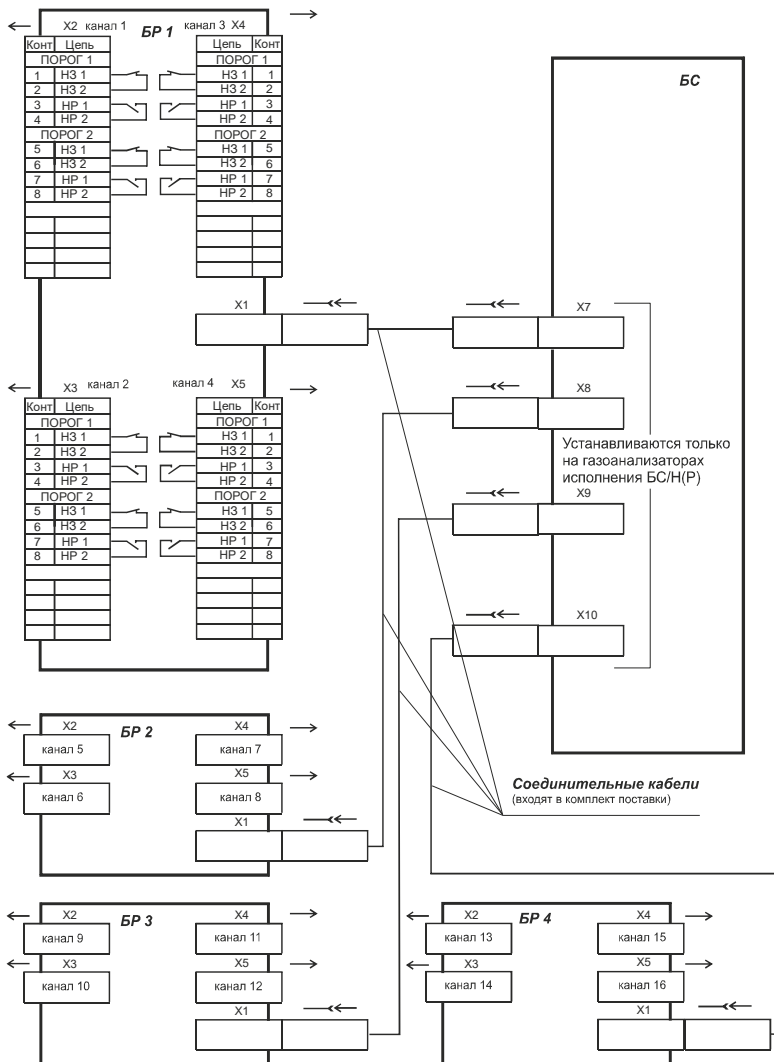 X2 канал 1 БР 1 канал 3 X4
Конт Цепь
ПОРОГ 1
1 НЗ 1
2 НЗ 2
3 НР 1
4 НР 2
ПОРОГ 2
5 НЗ 1
6 НЗ 2
7 НР 1
8 НР 2
Цепь Конт
ПОРОГ 1
НЗ 1 1
НЗ 2 2
НР 1 3
НР 2 4
ПОРОГ 2
НЗ 1 5
НЗ 2 6
НР 1 7
НР 2 8
X1
X3 канал 2 канал 4 X5
Конт Цепь
ПОРОГ 1
1 НЗ 1
2 НЗ 2
3 НР 1
4 НР 2
ПОРОГ 2
5 НЗ 1
6 НЗ 2
7 НР 1
8 НР 2
Цепь Конт
ПОРОГ 1
НЗ 1 1
НЗ 2 2
НР 1 3
НР 2 4
ПОРОГ 2
НЗ 1 5
НЗ 2 6
НР 1 7
НР 2 8
БС
X7
X8
Устанавливаются только
на газоанализаторах
исполнения БС/Н(Р)
X9
X10
Соединительные кабели
(входят в комплект поставки)
X2 БР 2 X4
канал 5 канал 7
X3 X5
канал 6 канал 8
X1
X2 БР 3 X4
канал 9 канал 11
X3 X5
канал 10 канал 12
X1
X2 БР 4 X4
канал 13 канал 15
X3 X5
канал 14 канал 16
X1